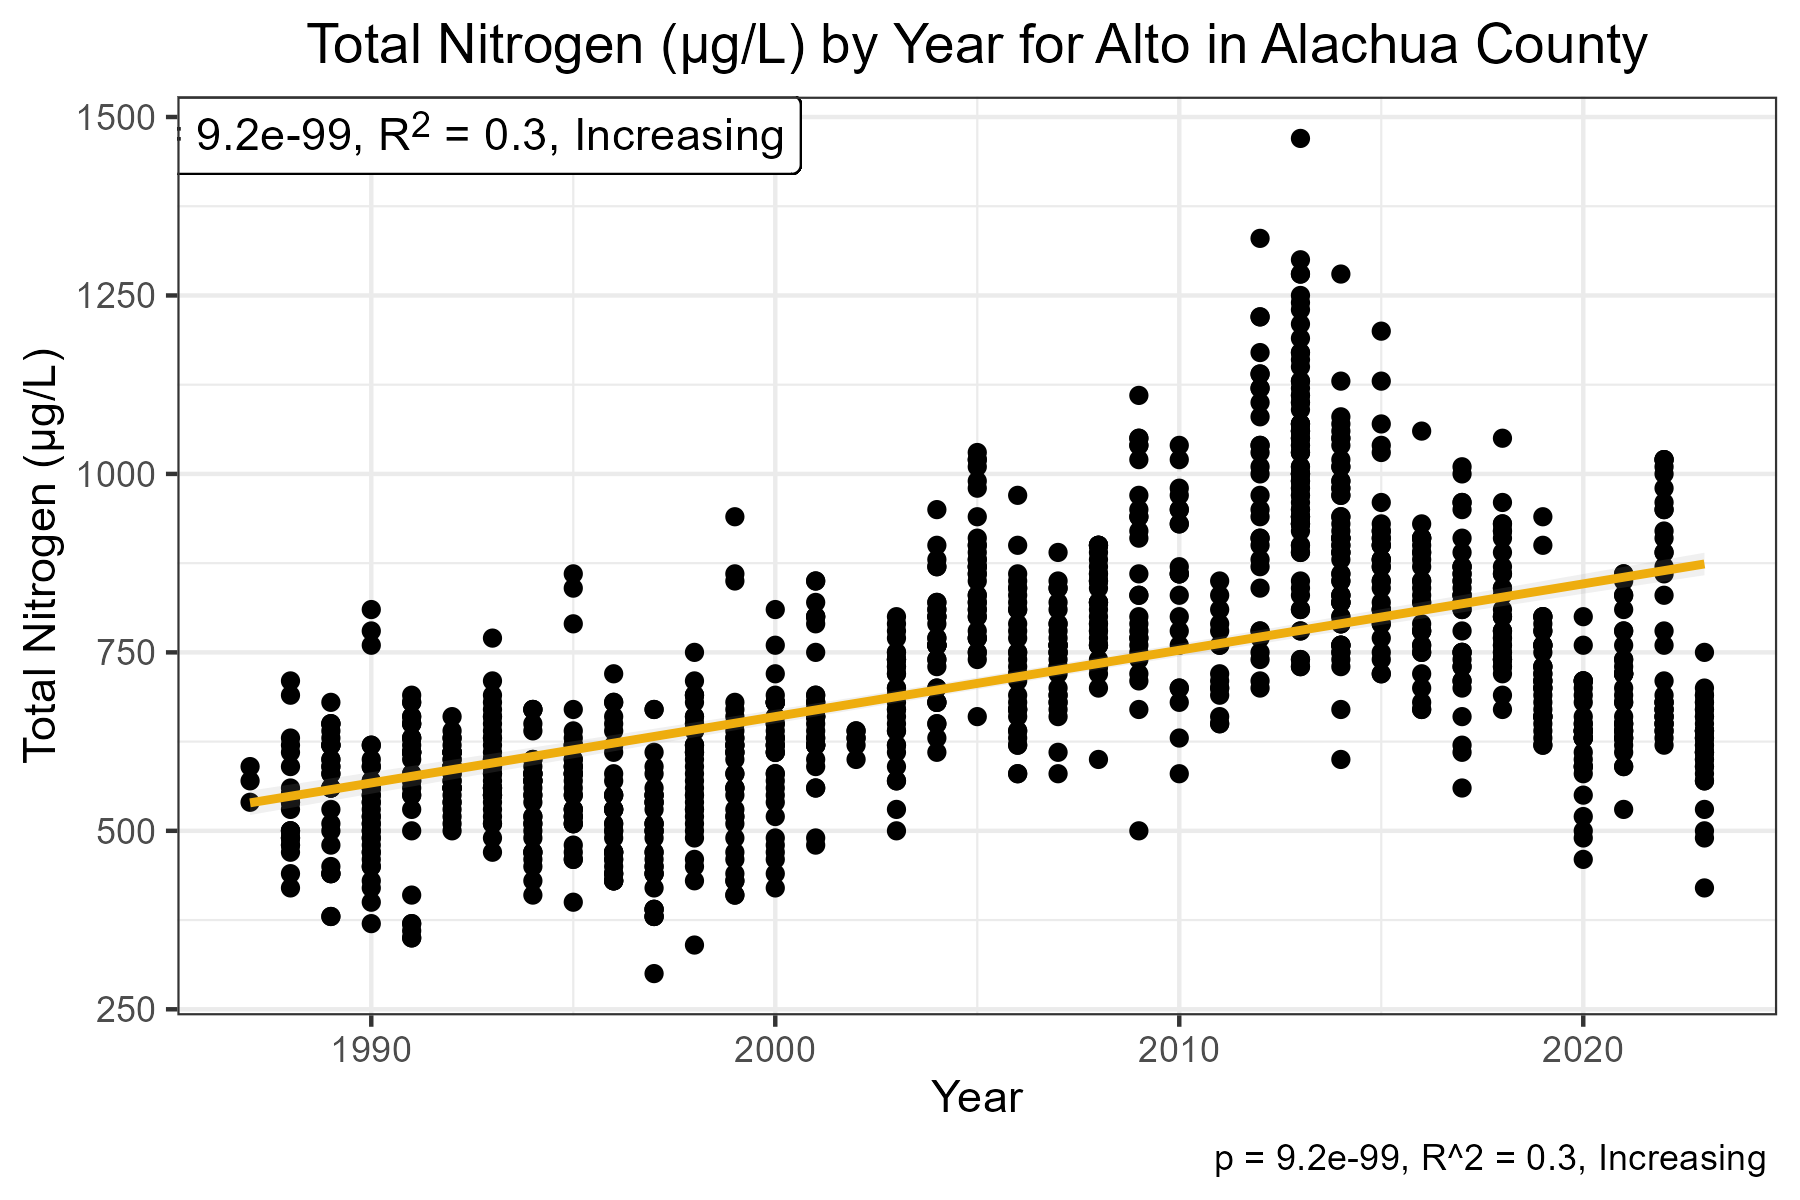 Total Nitrogen (µg/L) by Year for Alto in Alachua County
9.2e-99, R² = 0.3, Increasing
Total Nitrogen (µg/L)
1500
1250
1000
750
500
250
1990 2000 2010 2020
Year
p = 9.2e-99, R^2 = 0.3, Increasing